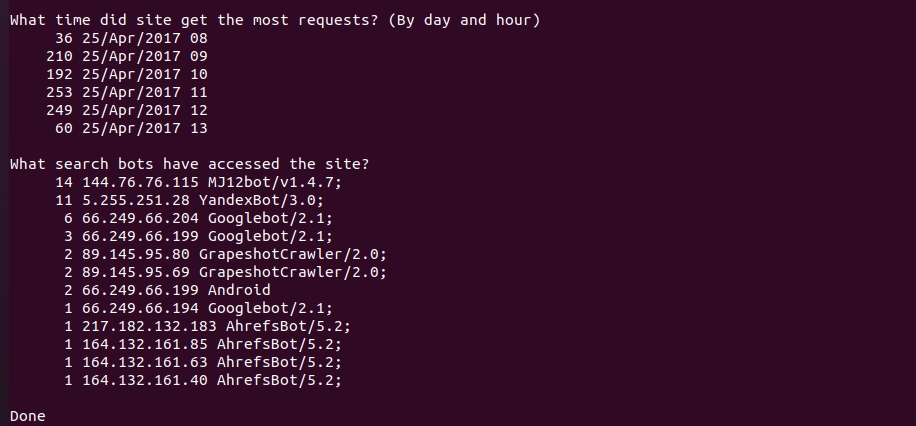 What time did site get the most requests? (By day and hour)
36 25/Apr/2017 08
210 25/Apr/2017 09
192 25/Apr/2017 10
253 25/Apr/2017 11
249 25/Apr/2017 12
60 25/Apr/2017 13
What search bots have accessed the site?
14 144.76.76.115 MJ12bot/v1.4.7;
11 5.255.251.28 YandexBot/3.0;
6 66.249.66.204 Googlebot/2.1;
3 66.249.66.199 Googlebot/2.1;
2 89.145.95.80 GrapeshotCrawler/2.0;
2 89.145.95.69 GrapeshotCrawler/2.0;
2 66.249.66.199 Android
1 66.249.66.194 Googlebot/2.1;
1 217.182.132.183 AhrefsBot/5.2;
1 164.132.161.85 AhrefsBot/5.2;
1 164.132.161.63 AhrefsBot/5.2;
1 164.132.161.40 AhrefsBot/5.2;
Done